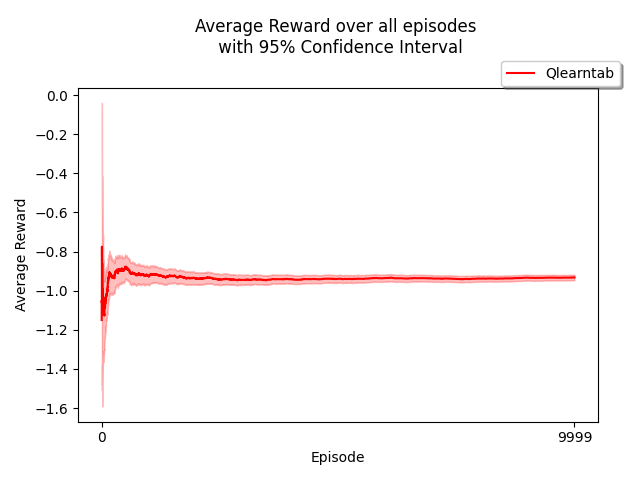 Average Reward over all episodes
with 95% Confidence Interval
Qlearntab
0.0
−0.2
−0.4
−0.6
−0.8
−1.0
−1.2
−1.4
−1.6
Average Reward
0
9999
Episode